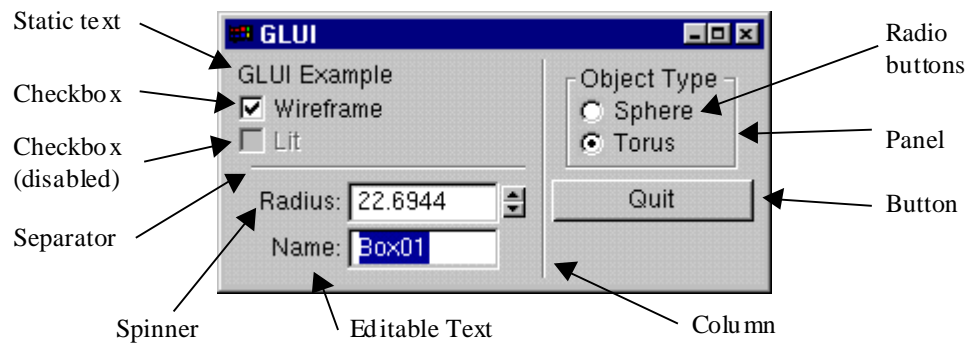 Static text
Checkbox
Checkbox
(disabled)
Separator
Spinner
Editable Text
Column
Radio
buttons
Panel
Button
GLUI
GLUI Example
Wireframe
Lit
Radius: 22.6944
Name: Box01
Object Type
Sphere
Torus
Quit